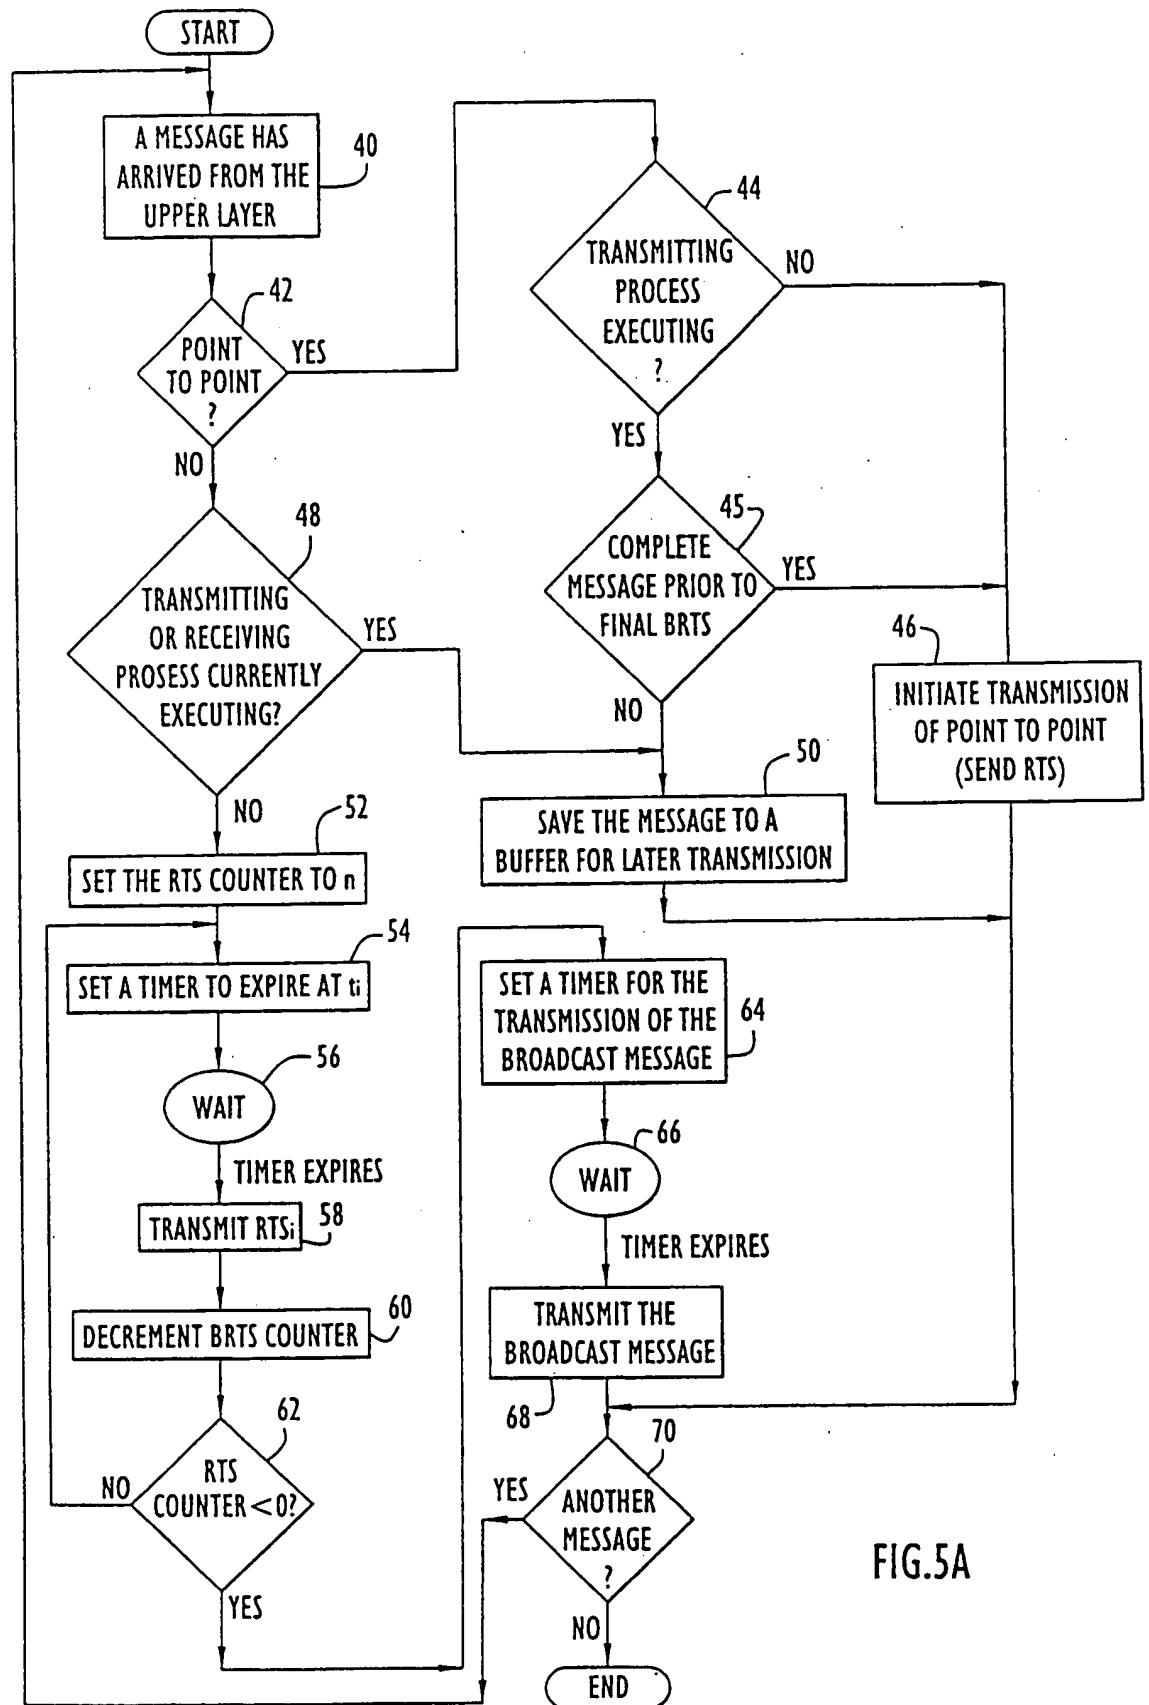 START
A MESSAGE HAS
ARRIVED FROM THE
UPPER LAYER
40
42
POINT
TO POINT
?
YES
NO
44
TRANSMITTING
PROCESS
EXECUTING
?
NO
YES
45
COMPLETE
MESSAGE PRIOR TO
FINAL BRTS
YES
NO
46
INITIATE TRANSMISSION
OF POINT TO POINT
(SEND RTS)
48
TRANSMITTING
OR RECEIVING
PROSESS CURRENTLY
EXECUTING?
YES
NO
50
SAVE THE MESSAGE TO A
BUFFER FOR LATER TRANSMISSION
52
SET THE RTS COUNTER TO n
54
SET A TIMER TO EXPIRE AT ti
56
WAIT
TIMER EXPIRES
TRANSMIT RTSi
58
DECREMENT BRTS COUNTER
60
62
RTS
COUNTER <0?
NO
YES
SET A TIMER FOR THE
TRANSMISSION OF THE
BROADCAST MESSAGE
64
66
WAIT
TIMER EXPIRES
TRANSMIT THE
BROADCAST MESSAGE
68
70
ANOTHER
MESSAGE
?
YES
NO
END
FIG.5A